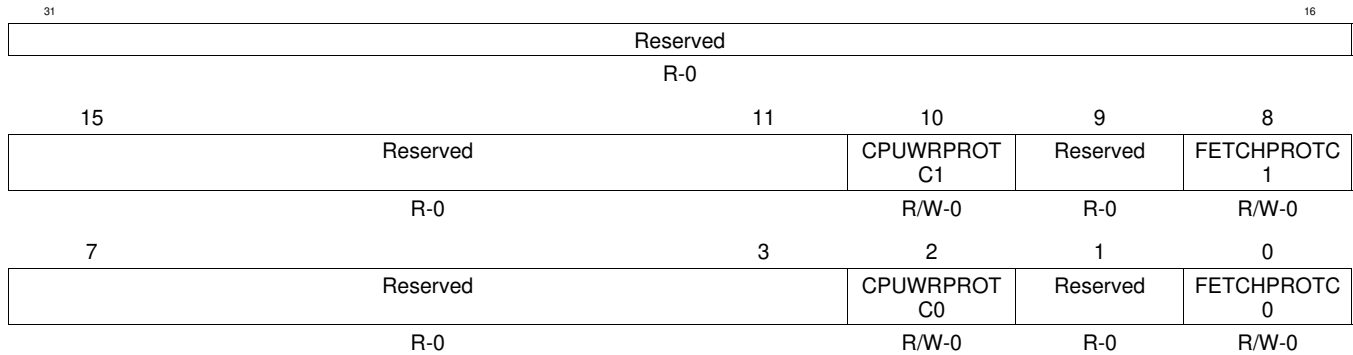 31 16
Reserved
R-0
15 11 10 9 8
Reserved CPUWRPROT Reserved FETCHPROTC
C1 1
R-0 R/W-0 R-0 R/W-0
7 3 2 1 0
Reserved CPUWRPROT Reserved FETCHPROTC
C0 0
R-0 R/W-0 R-0 R/W-0